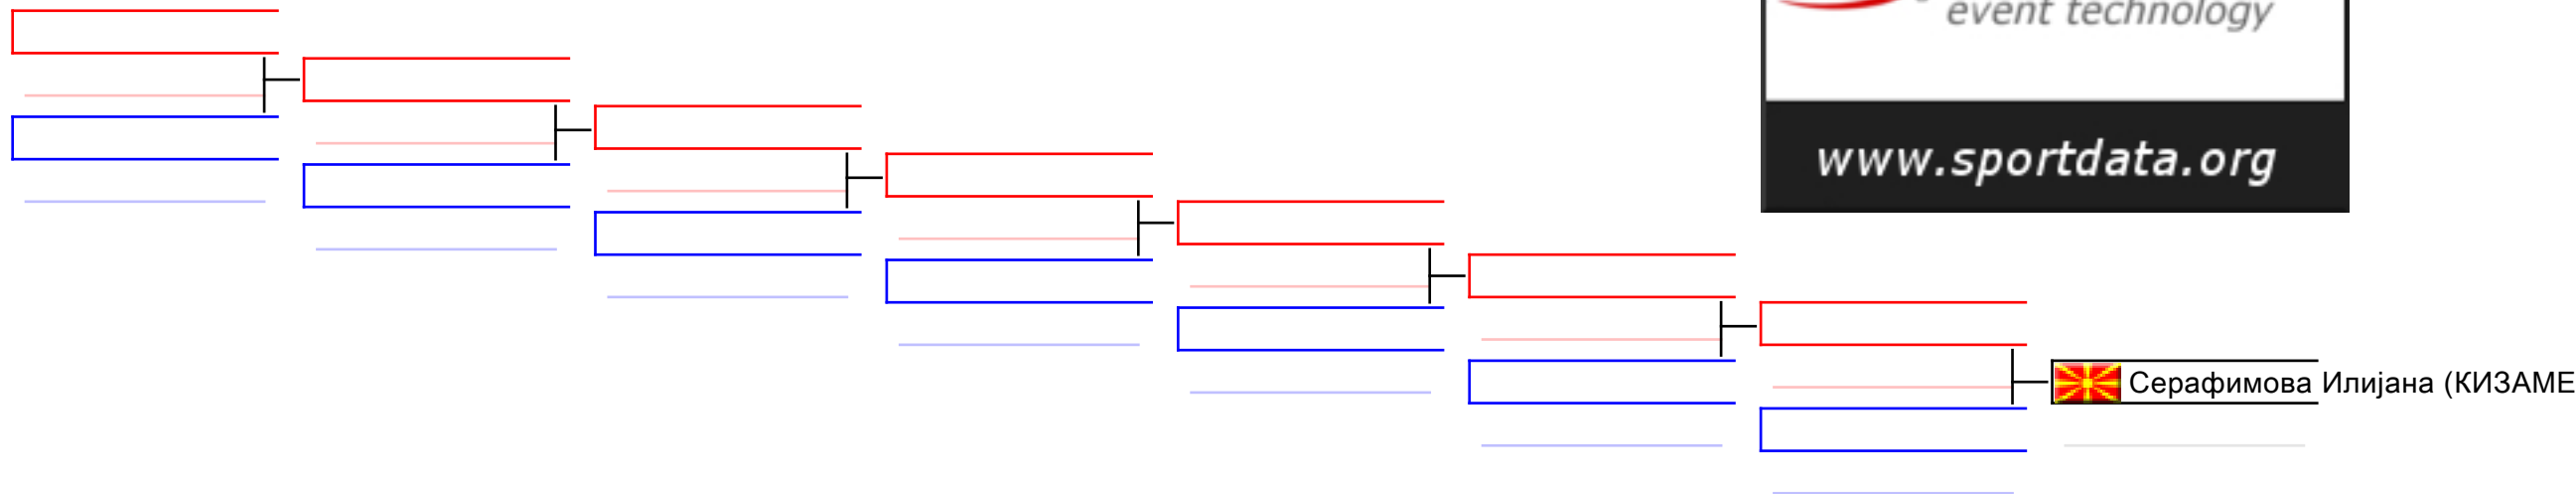 event technology
www.sportdata.org
Серафимова Илијана (КИЗАМЕ